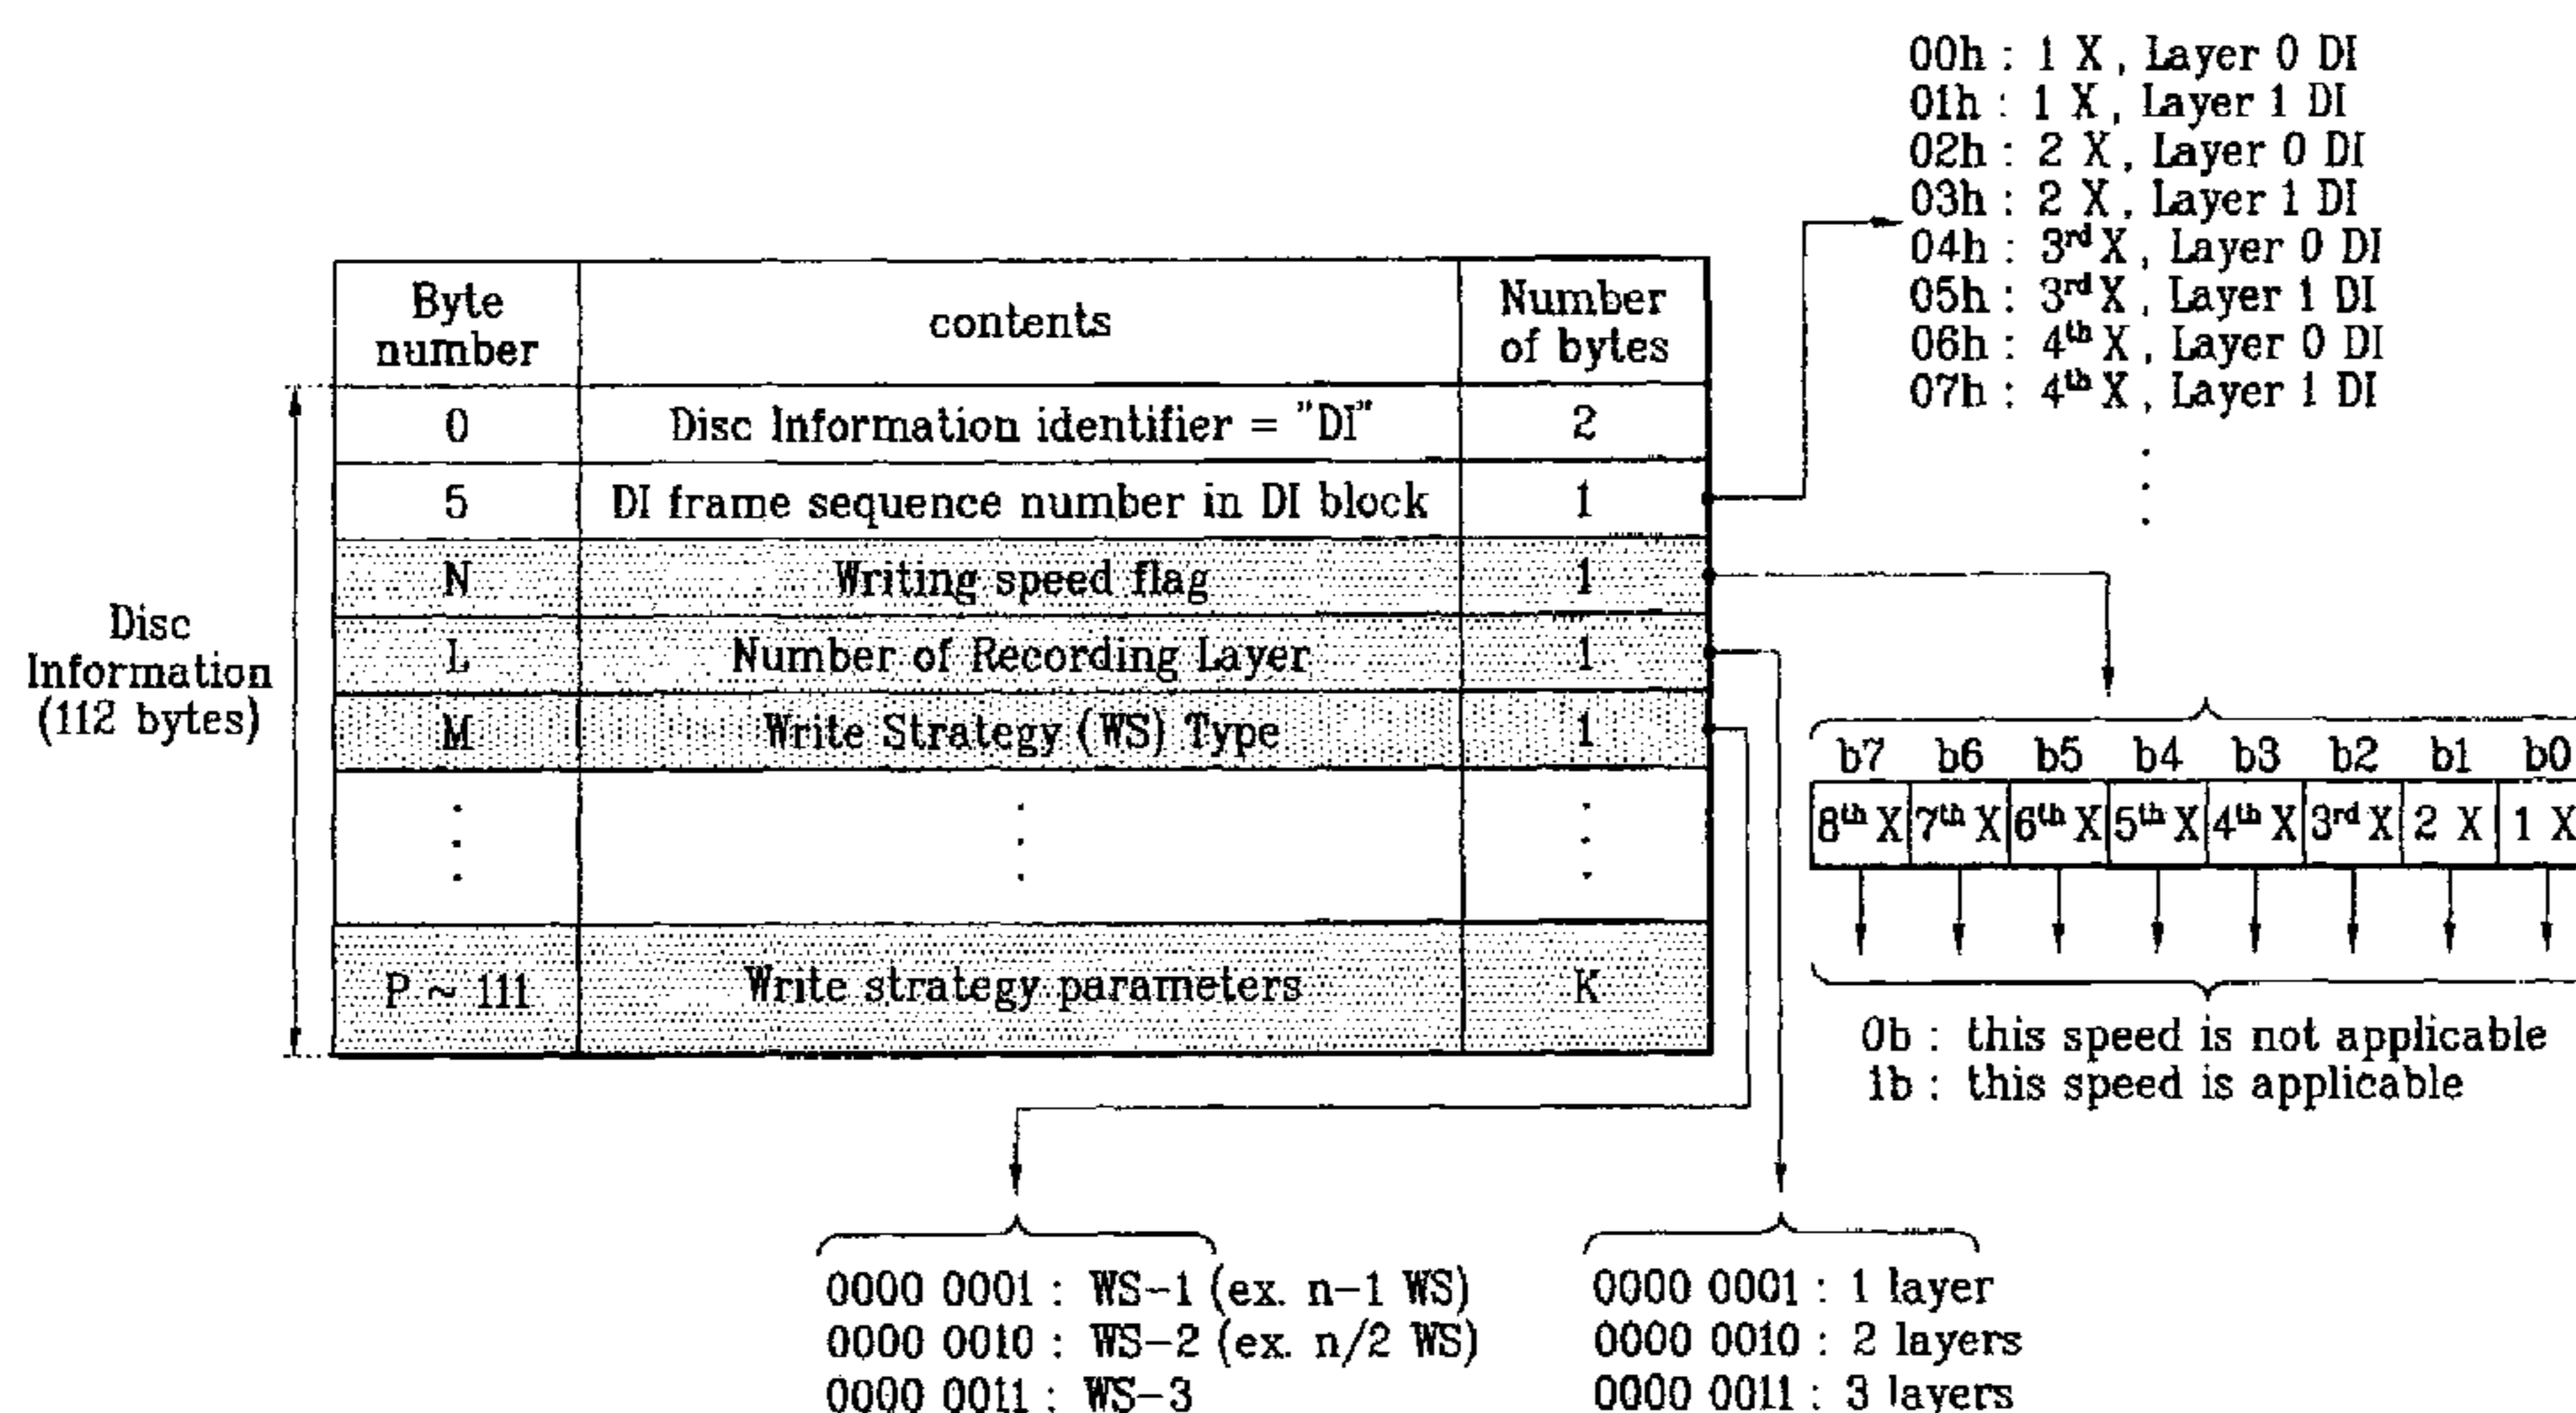 00h : 1 X, Layer 0 DI
01h : 1 X, Layer 1 DI
02h : 2 X, Layer 0 DI
03h : 2 X, Layer 1 DI
04h : 3rd X, Layer 0 DI
05h : 3rd X, Layer 1 DI
06h : 4th X, Layer 0 DI
07h : 4th X, Layer 1 DI
Byte number | contents | Number of bytes
0 | Disc Information identifier = "DI" | 2
5 | DI frame sequence number in DI block | 1
N | Writing speed flag | 1
L | Number of Recording Layer | 1
M | Write Strategy (WS) Type | 1
P ~ 111 | Write strategy parameters | K
Disc
Information
(112 bytes)
b7 b6 b5 b4 b3 b2 b1 b0
8th X 7th X 6th X 5th X 4th X 3rd X 2 X 1 X
0b : this speed is not applicable
1b : this speed is applicable
0000 0001 : WS-1 (ex. n-1 WS)
0000 0010 : WS-2 (ex. n/2 WS)
0000 0011 : WS-3
0000 0001 : 1 layer
0000 0010 : 2 layers
0000 0011 : 3 layers